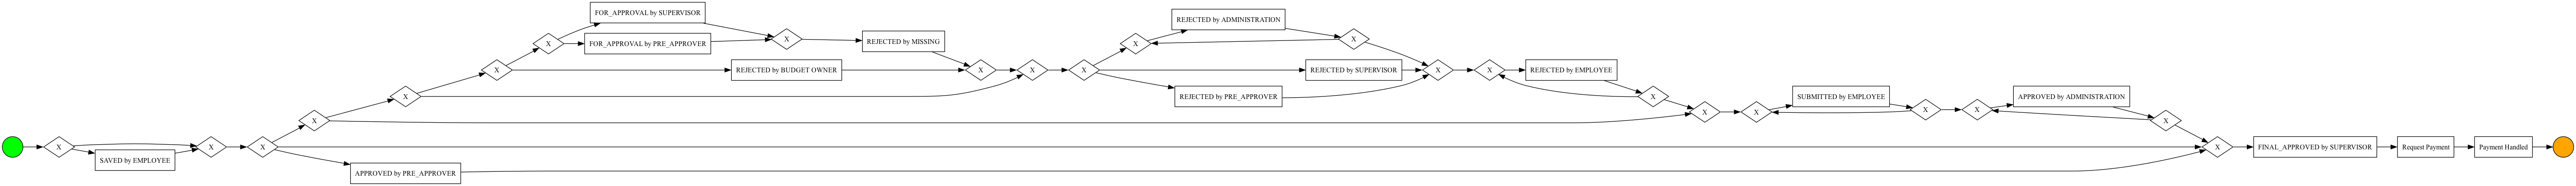 X
SAVED by EMPLOYEE
X
X
X
X
X
X
FOR_APPROVAL by SUPERVISOR
FOR_APPROVAL by PRE_APPROVER
X
REJECTED by MISSING
REJECTED by BUDGET OWNER
X
X
X
X
REJECTED by ADMINISTRATION
X
REJECTED by SUPERVISOR
REJECTED by PRE_APPROVER
X
X
REJECTED by EMPLOYEE
X
X
X
SUBMITTED by EMPLOYEE
X
X
APPROVED by ADMINISTRATION
X
APPROVED by PRE_APPROVER
X
FINAL_APPROVED by SUPERVISOR
Request Payment
Payment Handled